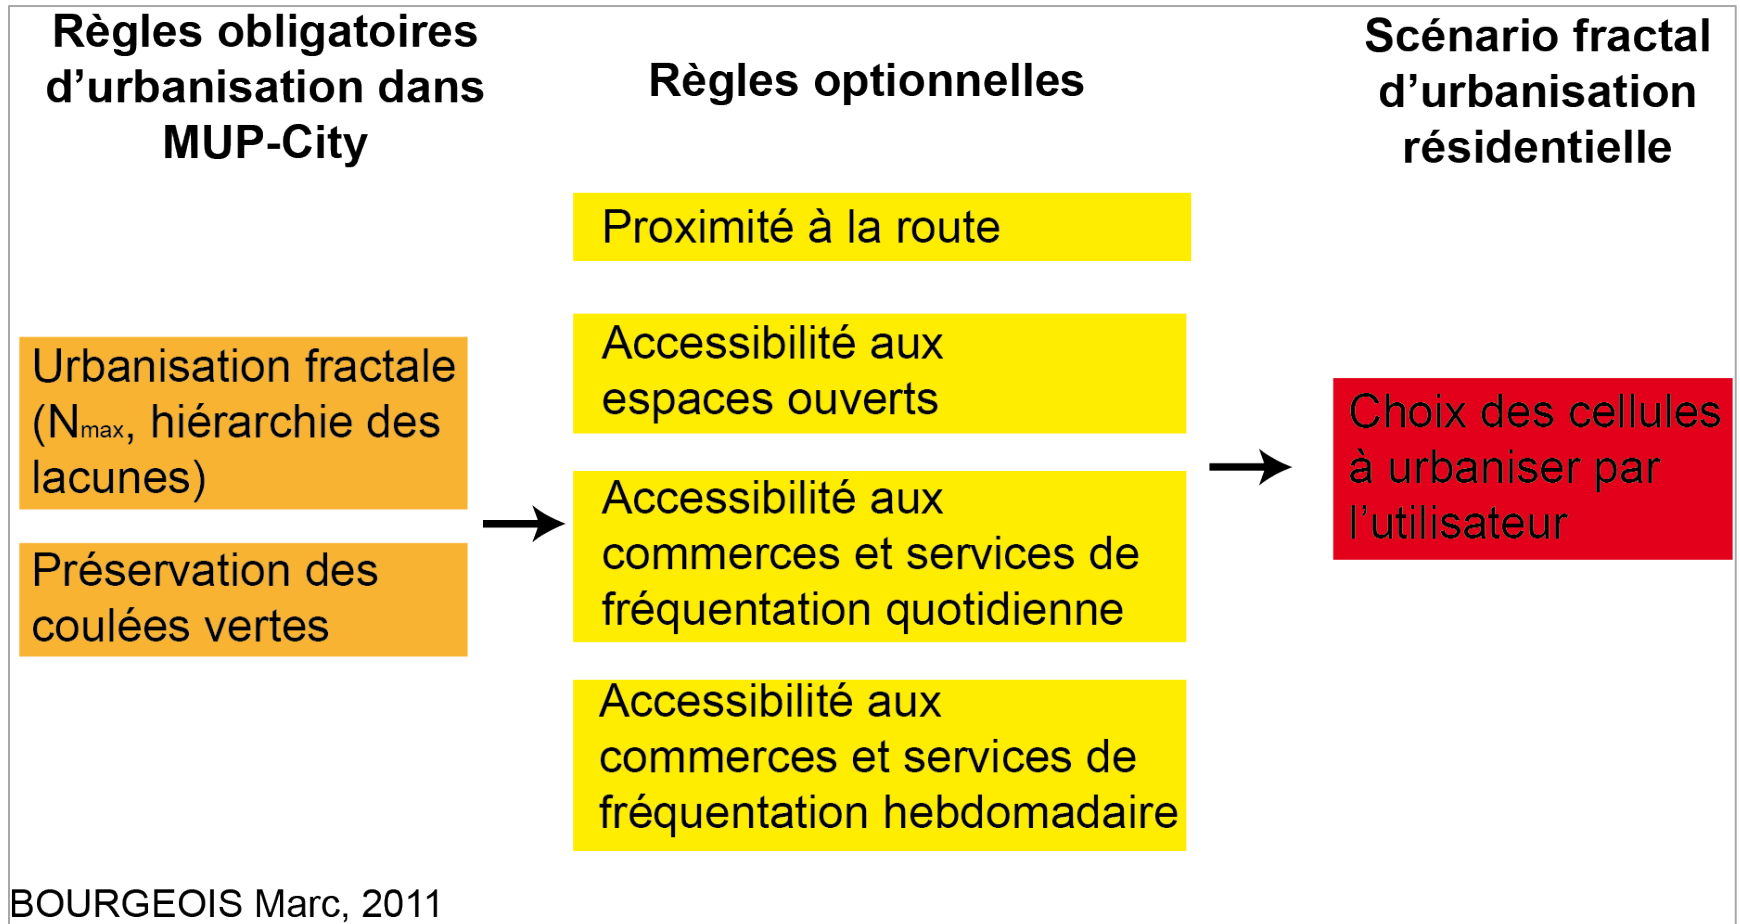 Règles obligatoires
d'urbanisation dans
MUP-City
Règles optionnelles
Scénario fractal
d'urbanisation
résidentielle
Urbanisation fractale
(Nmax, hiérarchie des
lacunes)
Préservation des
coulées vertes
Proximité à la route
Accessibilité aux
espaces ouverts
Accessibilité aux
commerces et services de
fréquentation quotidienne
Accessibilité aux
commerces et services de
fréquentation hebdomadaire
Choix des cellules
à urbaniser par
l'utilisateur
BOURGEOIS Marc, 2011